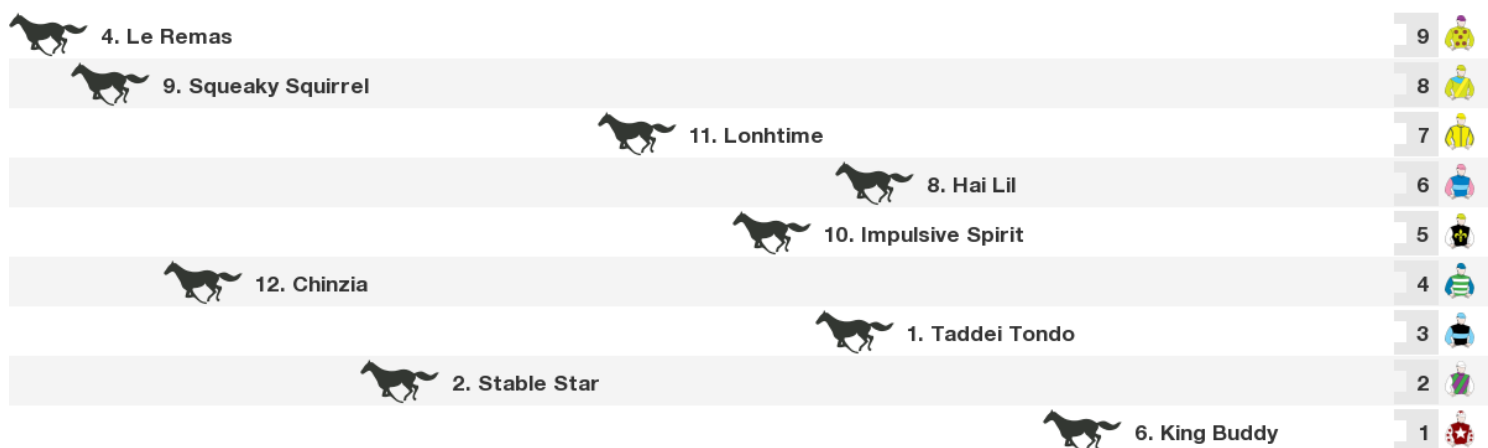 4. Le Remas 9
9. Squeaky Squirrel 8
11. Lonhtime 7
8. Hai Lil 6
10. Impulsive Spirit 5
12. Chinzia 4
1. Taddei Tondo 3
2. Stable Star 2
6. King Buddy 1